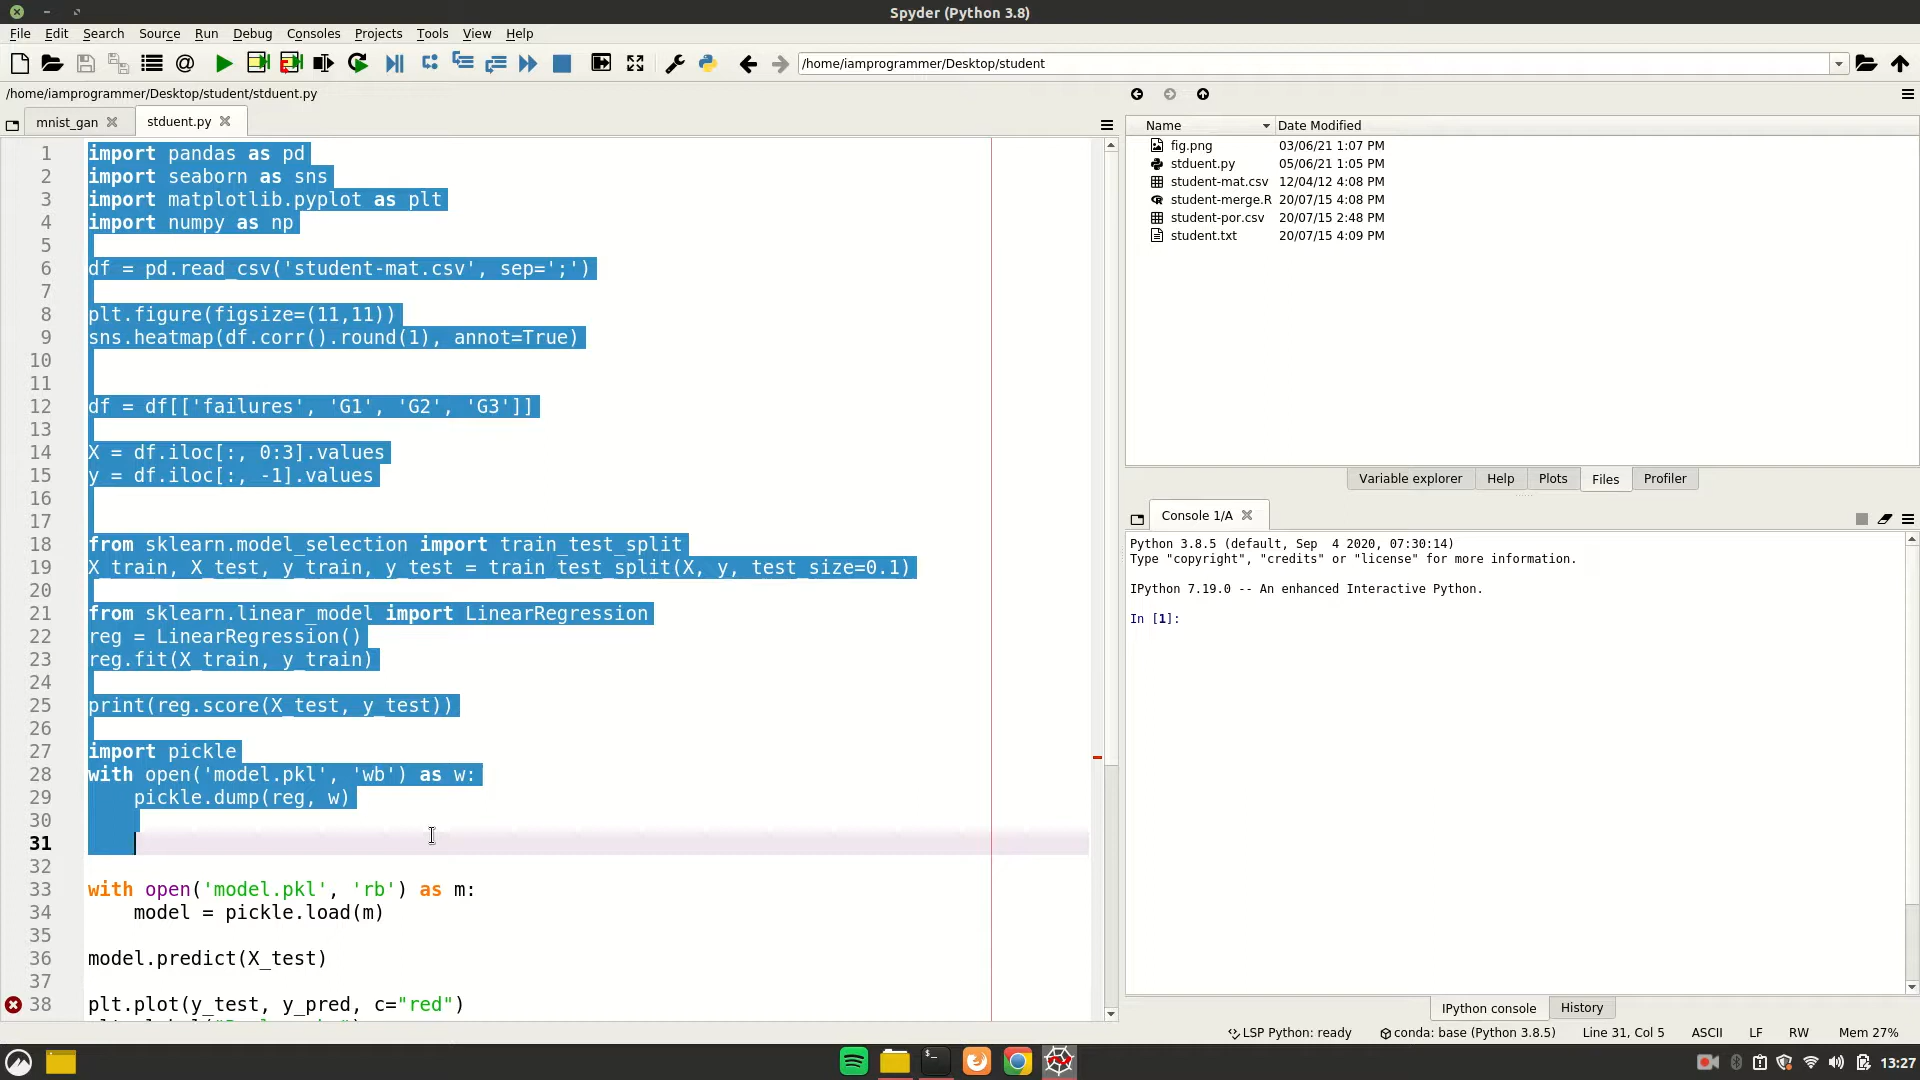 Spyder (Python 3.8)
File Edit Search Source Run Debug Consoles Projects Tools View Help
/home/iamprogrammer/Desktop/student
/home/iamprogrammer/Desktop/student/stduent.py
mnist_gan
stduent.py
1 import pandas as pd
2 import seaborn as sns
3 import matplotlib.pyplot as plt
4 import numpy as np
5
6 df = pd.read_csv('student-mat.csv', sep=';')
7
8 plt.figure(figsize=(11,11))
9 sns.heatmap(df.corr().round(1), annot=True)
10
11
12 df = df[['failures', 'G1', 'G2', 'G3']]
13
14 X = df.iloc[:, 0:3].values
15 y = df.iloc[:, -1].values
16
17
18 from sklearn.model_selection import train_test_split
19 X_train, X_test, y_train, y_test = train_test_split(X, y, test_size=0.1)
20
21 from sklearn.linear_model import LinearRegression
22 reg = LinearRegression()
23 reg.fit(X_train, y_train)
24
25 print(reg.score(X_test, y_test))
26
27 import pickle
28 with open('model.pkl', 'wb') as w:
29 pickle.dump(reg, w)
30
31
32
33 with open('model.pkl', 'rb') as m:
34 model = pickle.load(m)
35
36 model.predict(X_test)
37
38 plt.plot(y_test, y_pred, c="red")
Name Date Modified
fig.png 03/06/21 1:07 PM
stduent.py 05/06/21 1:05 PM
student-mat.csv 12/04/12 4:08 PM
student-merge.R 20/07/15 4:08 PM
student-por.csv 20/07/15 2:48 PM
student.txt 20/07/15 4:09 PM
Variable explorer Help Plots Files Profiler
Console 1/A
Python 3.8.5 (default, Sep 4 2020, 07:30:14)
Type "copyright", "credits" or "license" for more information.
IPython 7.19.0 -- An enhanced Interactive Python.
In [1]:
IPython console History
LSP Python: ready conda: base (Python 3.8.5) Line 31, Col 5 ASCII LF RW Mem 27%
13:27